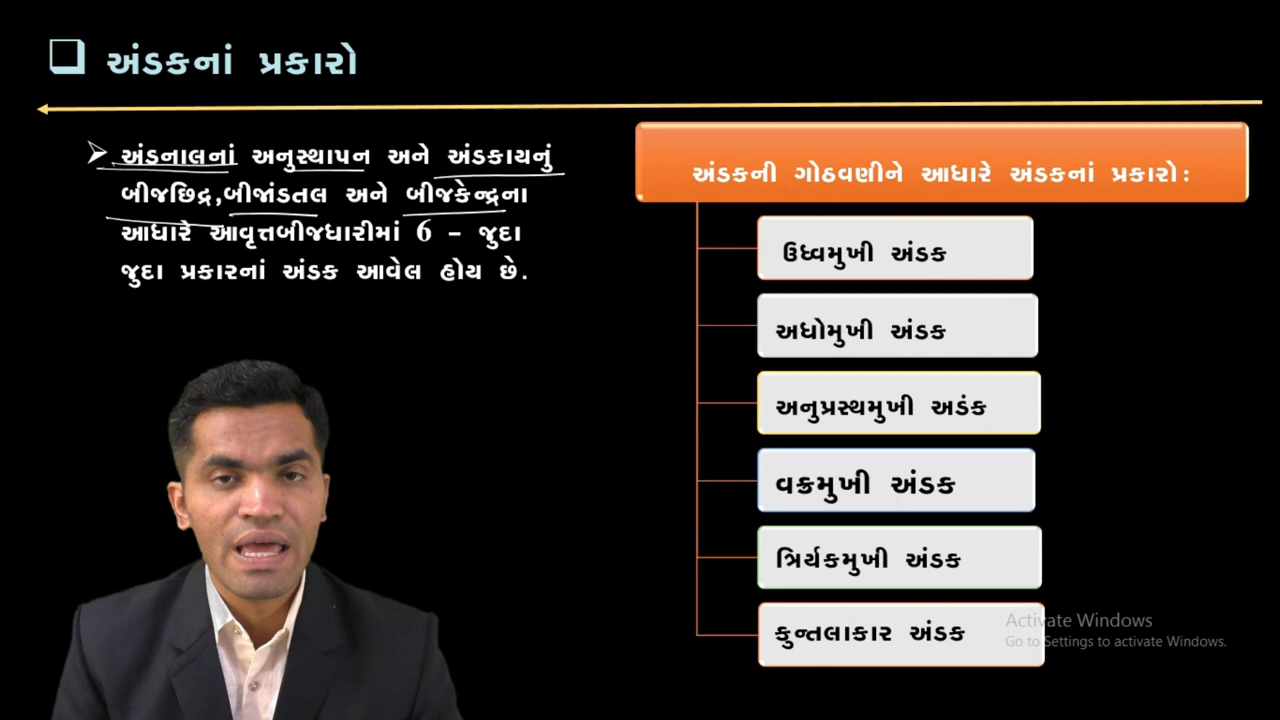 અંડકનાં પ્રકારો
અંડનાલનાં અનુસ્થાપન અને અંડકાયનું
બીજછિદ્ર,બીજાંડતલ અને બીજકેન્દ્રના
આધારે આવૃત્તબીજધારીમાં 6 – જુદા
જુદા પ્રકારનાં અંડક આવેલ હોય છે.
અંડકની ગોઠવણીને આધારે અંડકનાં પ્રકારો:
ઉધ્વમુખી અંડક
અધોમુખી અંડક
અનુપ્રસ્થમુખી અડંક
વક્રમુખી અંડક
ત્રિર્યકમુખી અંડક
કુન્તલાકાર અંડક
Activate Windows
Go to Settings to activate Windows.